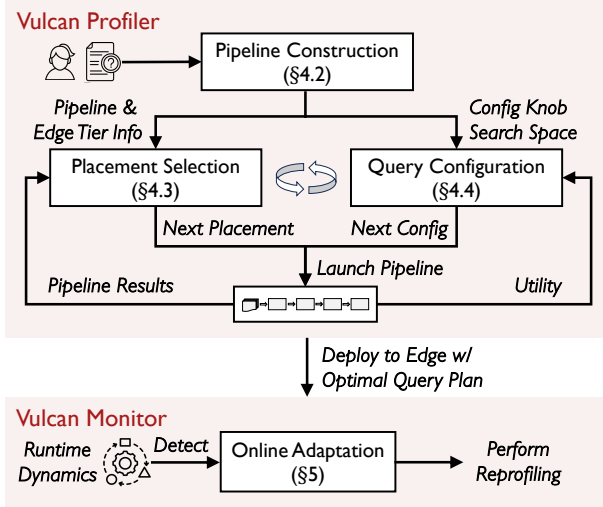 Vulcan Profiler
Pipeline Construction
(§4.2)
Pipeline &
Edge Tier Info
Config Knob
Search Space
Placement Selection
(§4.3)
Query Configuration
(§4.4)
Next Placement
Next Config
Launch Pipeline
Pipeline Results
Utility
Deploy to Edge w/
Optimal Query Plan
Vulcan Monitor
Runtime
Dynamics
Detect
Online Adaptation
(§5)
Perform
Reprofiling